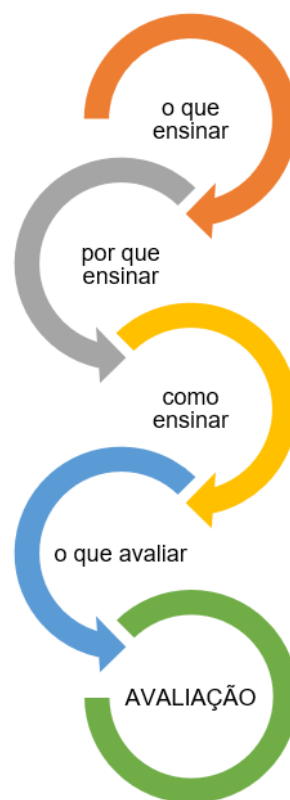 o que
ensinar
por que
ensinar
como
ensinar
o que avaliar
AVALIAÇÃO